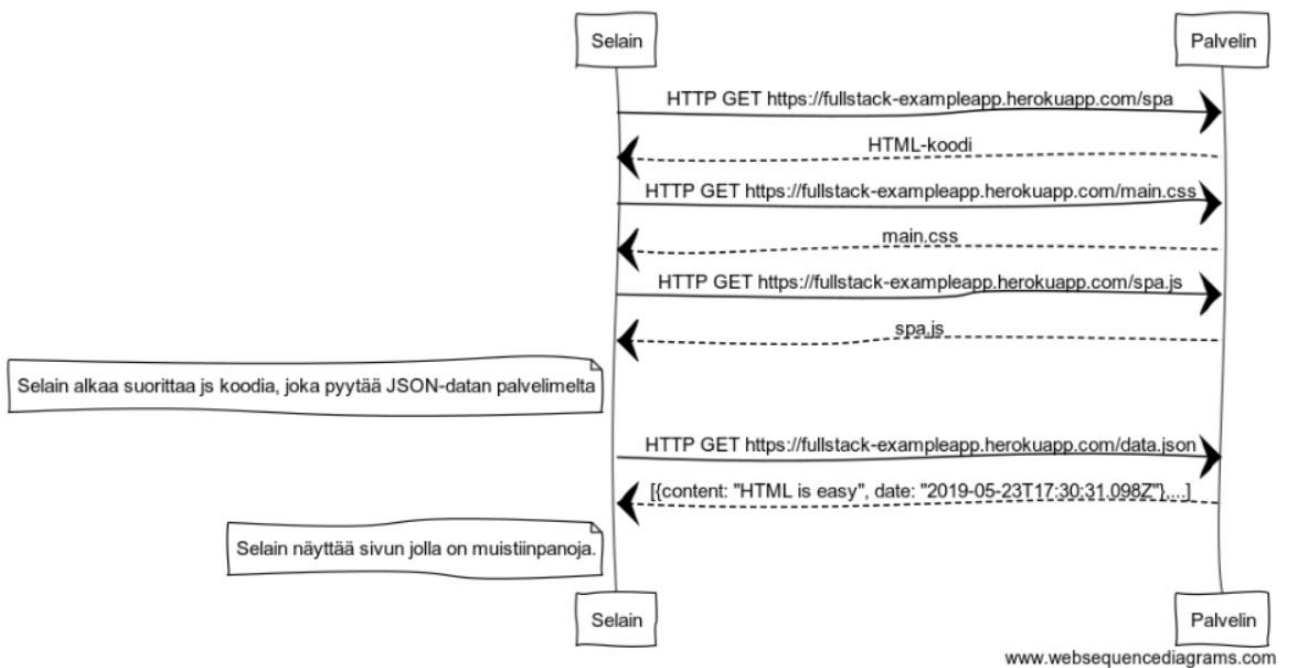 Selain Palvelin
HTTP GET https://fullstack-exampleapp.herokuapp.com/spa
HTML-koodi
HTTP GET https://fullstack-exampleapp.herokuapp.com/main.css
main.css
HTTP GET https://fullstack-exampleapp.herokuapp.com/spa.js
spa.js
Selain alkaa suorittaa js koodia, joka pyytää JSON-datan palvelimelta
HTTP GET https://fullstack-exampleapp.herokuapp.com/data.json
[{content: "HTML is easy", date: "2019-05-23T17:30:31.098Z"},...]
Selain näyttää sivun jolla on muistiinpanoja.
Selain Palvelin
www.websequencediagrams.com